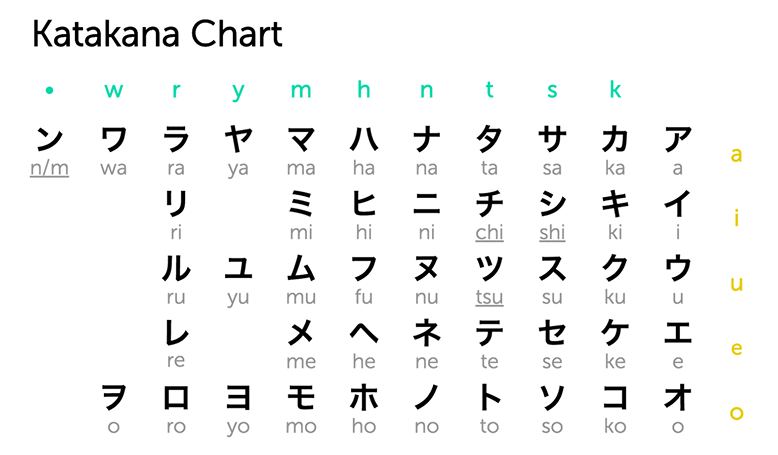 Katakana Chart
• w r y m h n t s k
ン ワ ラ ヤ マ ハ ナ タ サ カ ア
n/m wa ra ya ma ha na ta sa ka a a
リ ミ ヒ ニ チ シ キ イ
ri mi hi ni chi shi ki i i
ル ユ ム フ ヌ ツ ス ク ウ
ru yu mu fu nu tsu su ku u u
レ メ ヘ ネ テ セ ケ エ
re me he ne te se ke e e
ヲ ロ ヨ モ ホ ノ ト ソ コ オ
o ro yo mo ho no to so ko o o